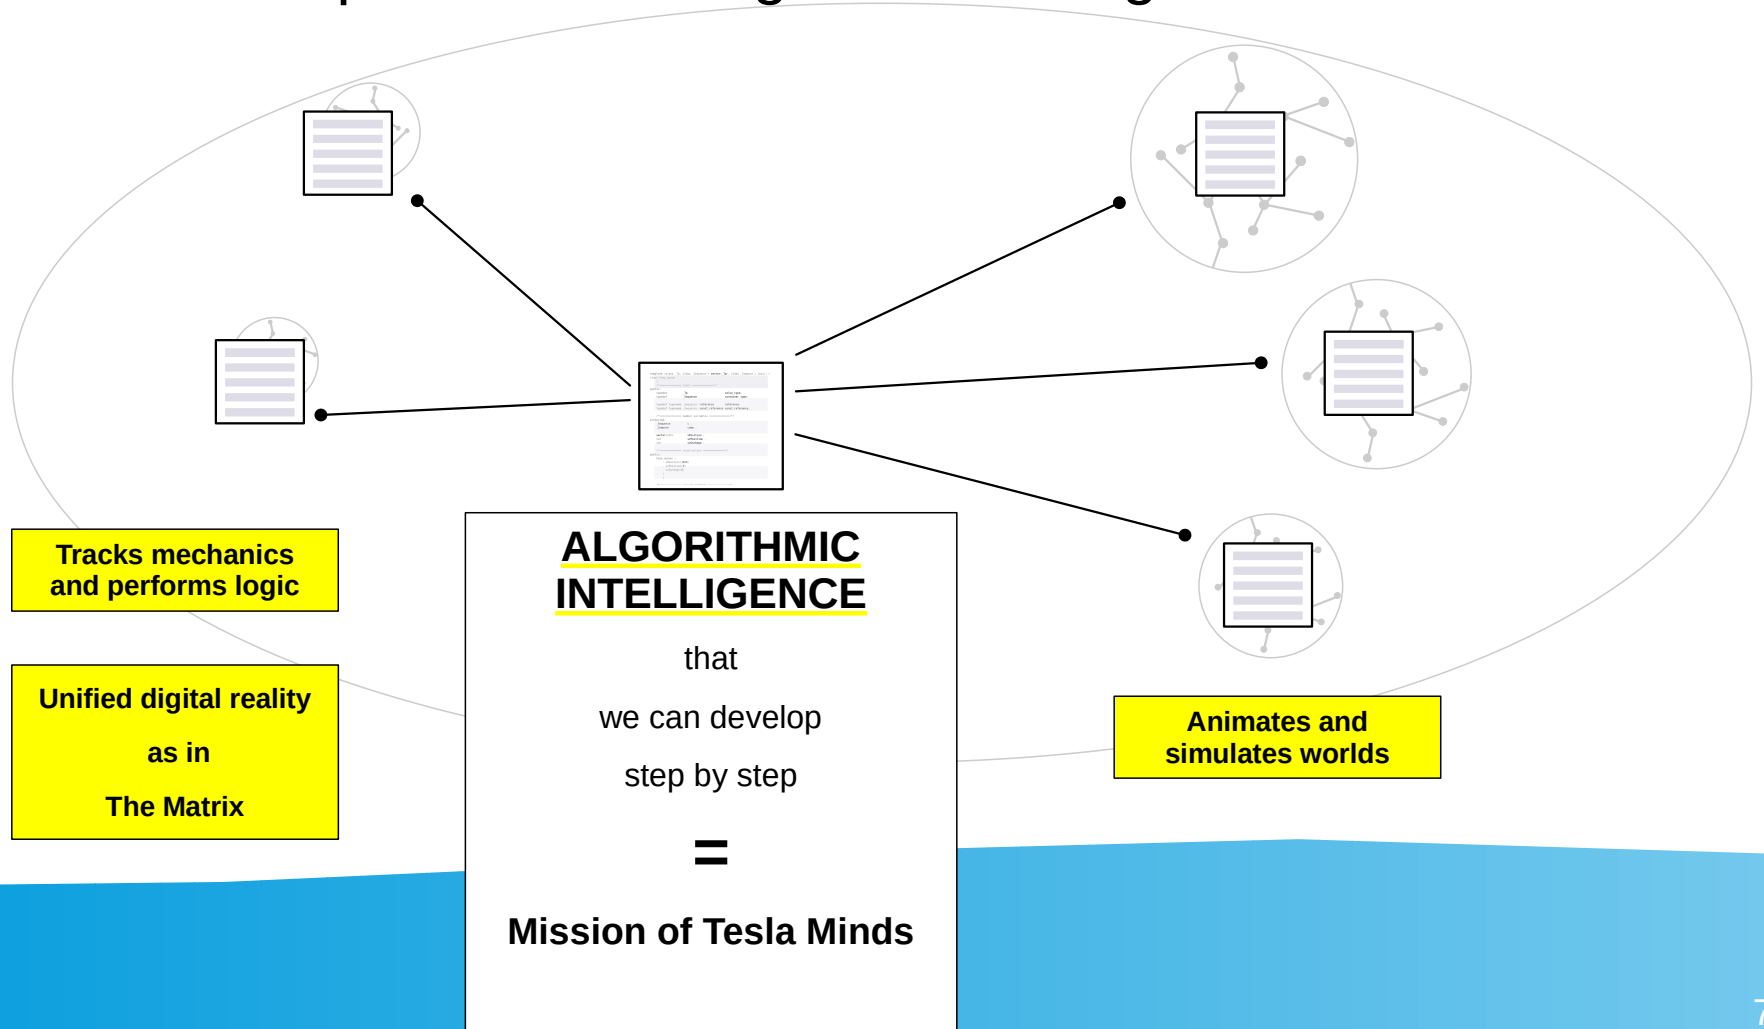 Tracks mechanics
and performs logic
Unified digital reality
as in
The Matrix
ALGORITHMIC
INTELLIGENCE
that
we can develop
step by step
=
Mission of Tesla Minds
Animates and
simulates worlds